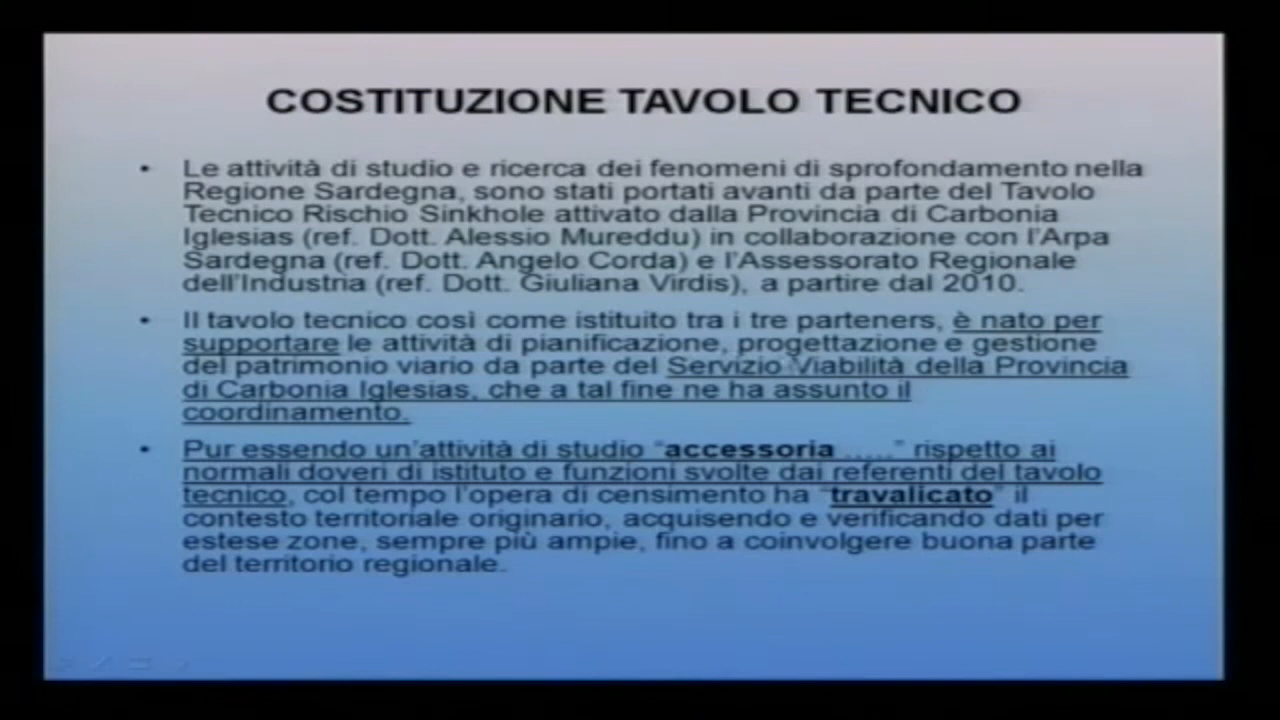 COSTITUZIONE TAVOLO TECNICO
• Le attività di studio e ricerca dei fenomeni di sprofondamento nella
Regione Sardegna, sono stati portati avanti da parte del Tavolo
Tecnico Rischio Sinkhole attivato dalla Provincia di Carbonia
Iglesias (ref. Dott. Alessio Mureddu) in collaborazione con l'Arpa
Sardegna (ref. Dott. Angelo Corda) e l'Assessorato Regionale
dell'Industria (ref. Dott. Giuliana Virdis), a partire dal 2010.
• Il tavolo tecnico così come istituito tra i tre parteners, è nato per
supportare le attività di pianificazione, progettazione e gestione
del patrimonio viario da parte del Servizio Viabilità della Provincia
di Carbonia Iglesias, che a tal fine ne ha assunto il
coordinamento.
• Pur essendo un'attività di studio "accessoria ....." rispetto ai
normali doveri di istituto e funzioni svolte dai referenti del tavolo
tecnico, col tempo l'opera di censimento ha "travalicato" il
contesto territoriale originario, acquisendo e verificando dati per
estese zone, sempre più ampie, fino a coinvolgere buona parte
del territorio regionale.